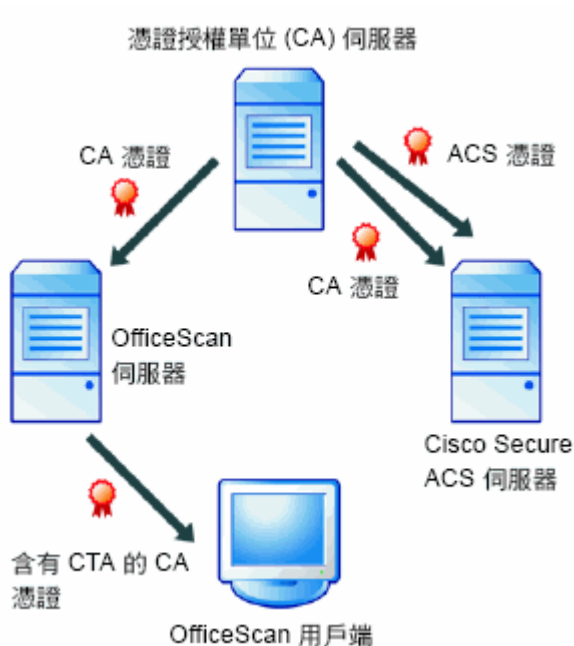 憑證授權單位 (CA) 伺服器
CA 憑證
ACS 憑證
CA 憑證
OfficeScan
伺服器
Cisco Secure
ACS 伺服器
含有 CTA 的 CA
憑證
OfficeScan 用戶端